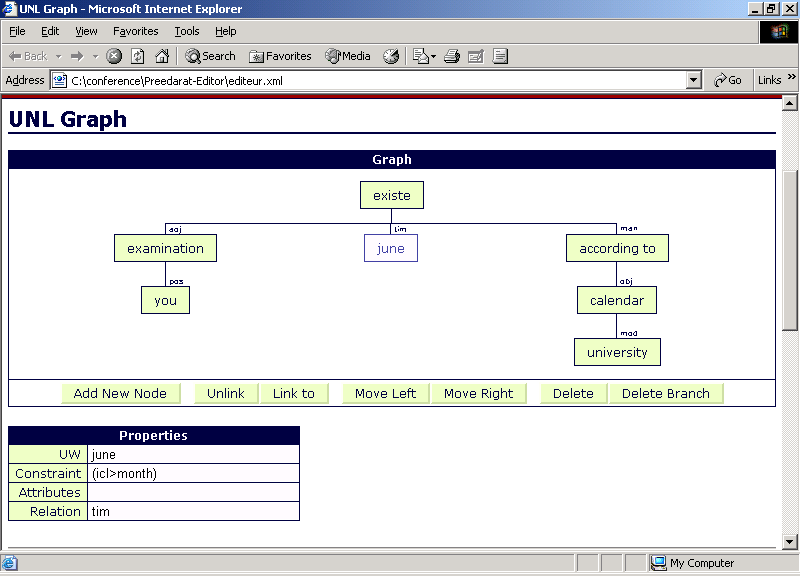 UNL Graph - Microsoft Internet Explorer
File Edit View Favorites Tools Help
Back Search Favorites Media
Address C:\conference\Preedarat-Editor\editeur.xml Go Links »
UNL Graph
Graph
existe
aoj tim man
examination june according to
pos obj
you calendar
mod
university
Add New Node Unlink Link to Move Left Move Right Delete Delete Branch
Properties
UW june
Constraint (icl>month)
Attributes
Relation tim
My Computer